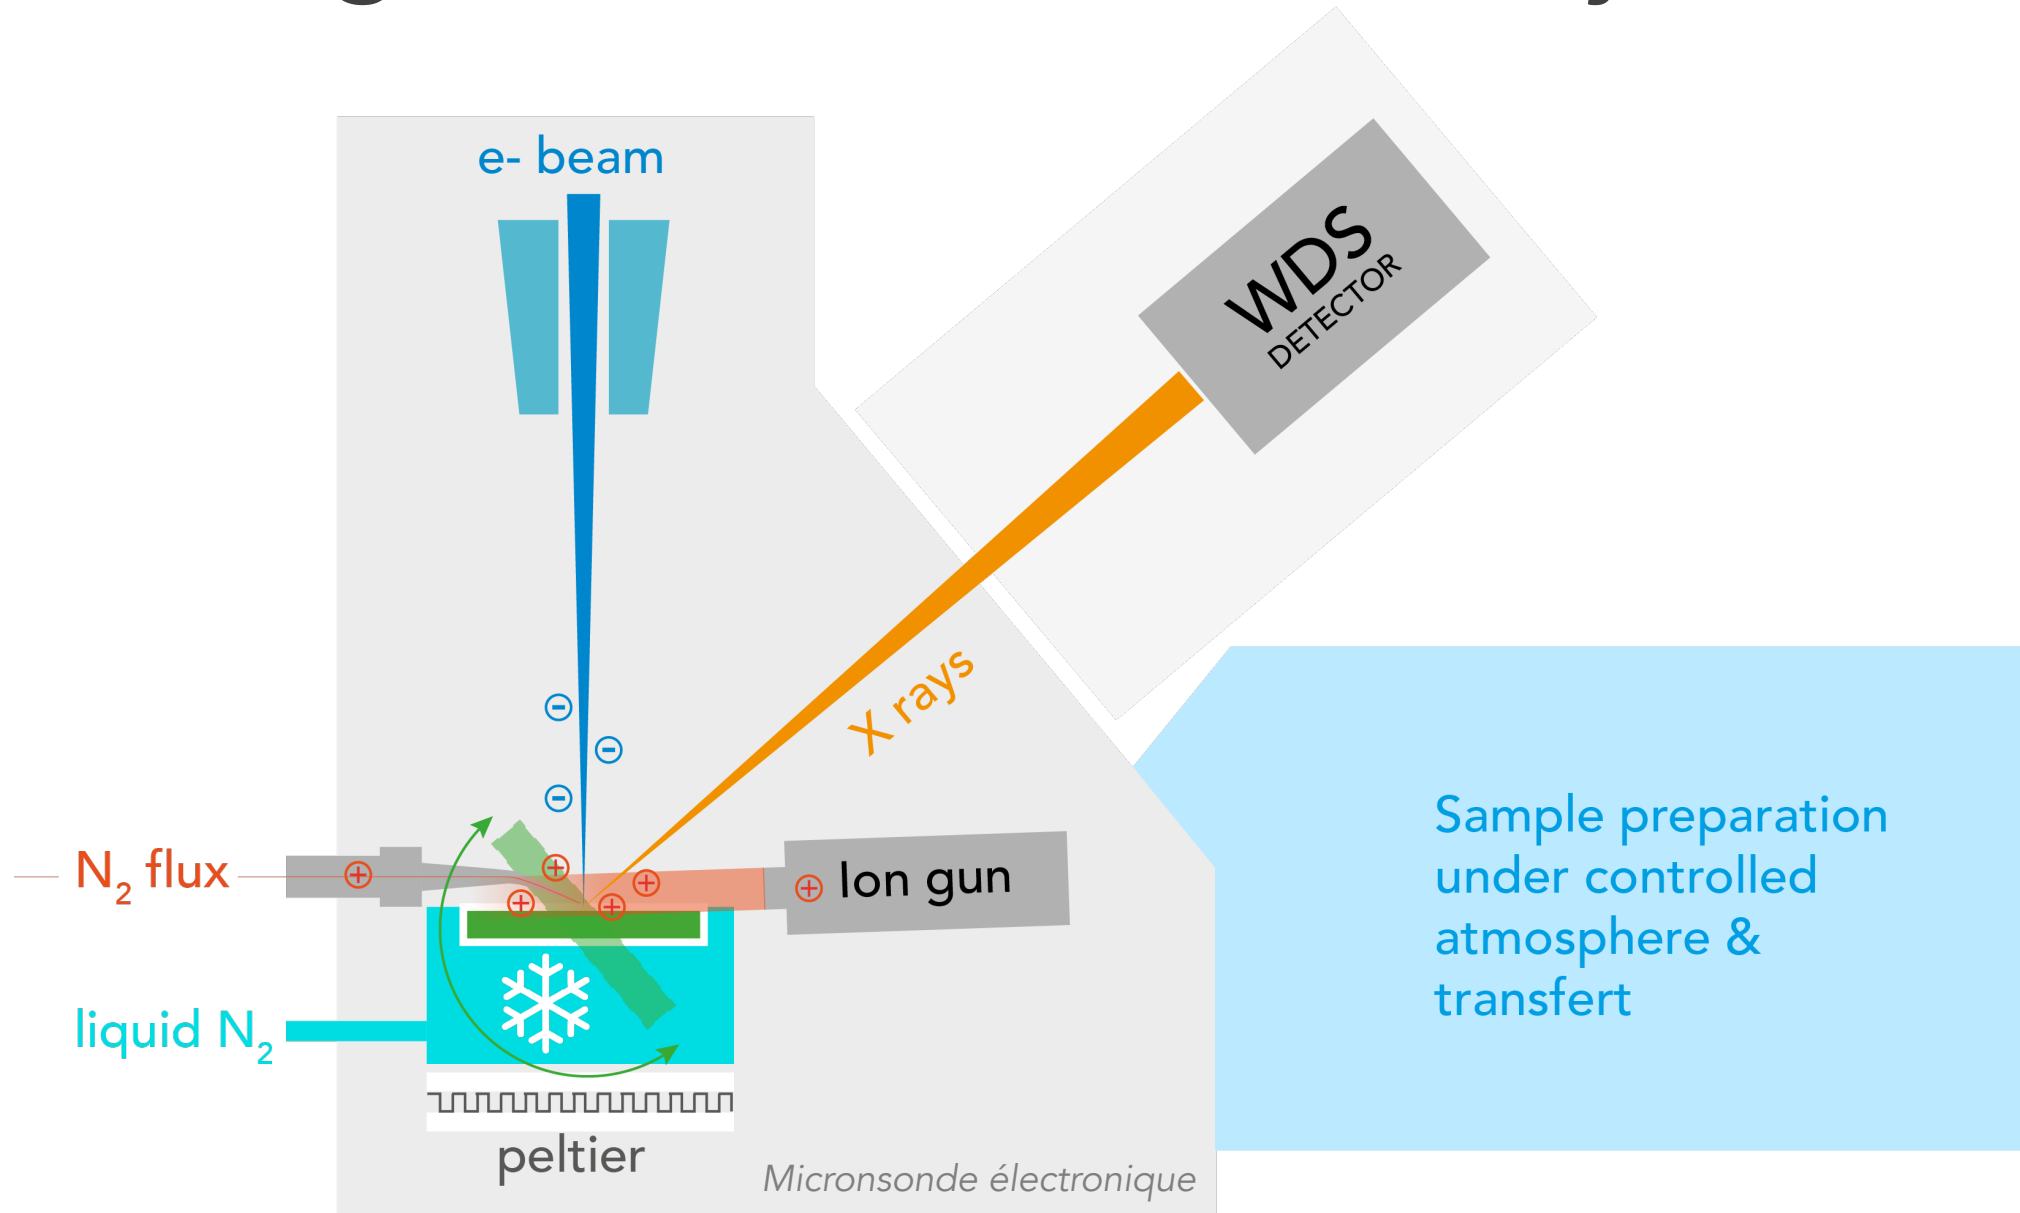 e- beam
WDS
DETECTOR
X rays
N₂ flux
Ion gun
liquid N₂
peltier
Micronsonde électronique
Sample preparation
under controlled
atmosphere &
transfert